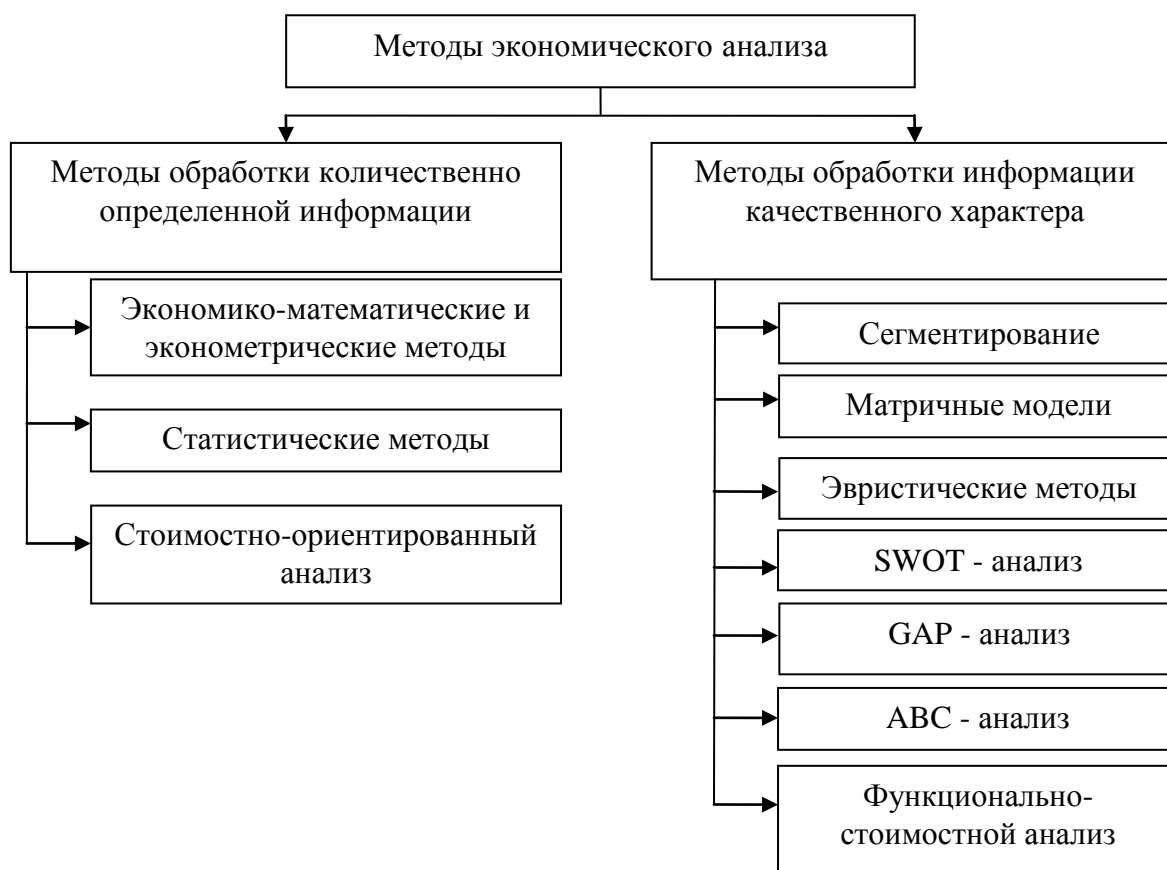 Методы экономического анализа
Методы обработки количественно
определенной информации
Экономико-математические и
эконометрические методы
Статистические методы
Стоимостно-ориентированный
анализ
Методы обработки информации
качественного характера
Сегментирование
Матричные модели
Эвристические методы
SWOT - анализ
GAP - анализ
ABC - анализ
Функционально-
стоимостной анализ